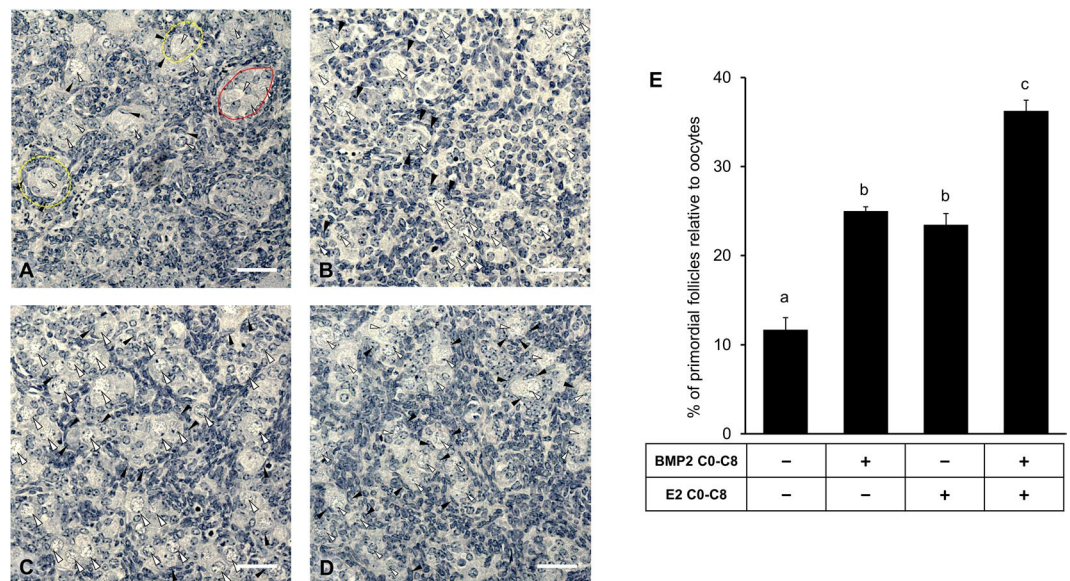 A
B
C
D
E
% of primordial follicles relative to oocytes
40
30
20
10
0
a
b
b
c
BMP2 C0-C8 – + – +
E2 C0-C8 – – + +